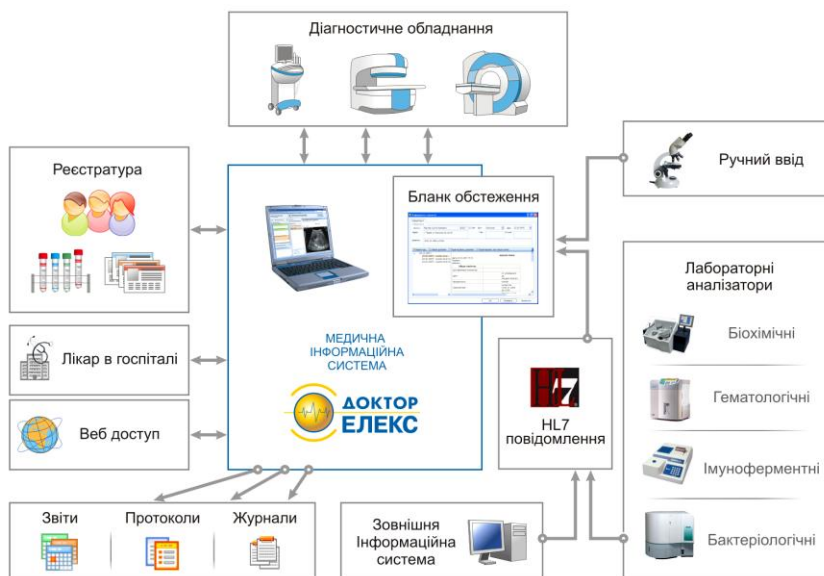 Діагностичне обладнання
Реєстратура
Бланк обстеження
Ручний ввід
Лабораторні
аналізатори
Біохімічні
Гематологічні
Імуноферментні
Бактеріологічні
Лікар в госпіталі
Веб доступ
МЕДИЧНА
ІНФОРМАЦІЙНА
СИСТЕМА
ДОКТОР
ЕЛЕКС
HL7
HL7
повідомлення
Звіти
Протоколи
Журнали
Зовнішня
Інформаційна
система